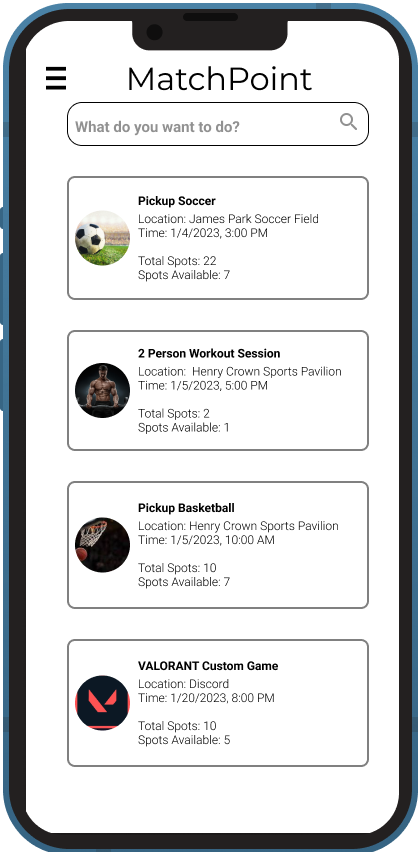 MatchPoint
What do you want to do?
Pickup Soccer
Location: James Park Soccer Field
Time: 1/4/2023, 3:00 PM
Total Spots: 22
Spots Available: 7
2 Person Workout Session
Location:  Henry Crown Sports Pavilion
Time: 1/5/2023, 5:00 PM
Total Spots: 2
Spots Available: 1
Pickup Basketball
Location: Henry Crown Sports Pavilion
Time: 1/5/2023, 10:00 AM
Total Spots: 10
Spots Available: 7
VALORANT Custom Game
Location: Discord
Time: 1/20/2023, 8:00 PM
Total Spots: 10
Spots Available: 5